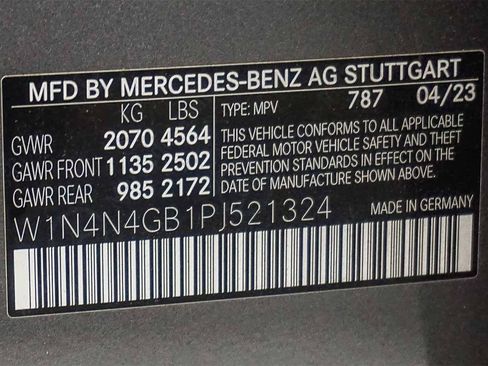 MFD BY MERCEDES-BENZ AG STUTTGART
KG LBS TYPE: MPV 787 04/23
GVWR 2070 4564
GAWR FRONT 1135 2502
GAWR REAR 985 2172
THIS VEHICLE CONFORMS TO ALL APPLICABLE
FEDERAL MOTOR VEHICLE SAFETY AND THEFT
PREVENTION STANDARDS IN EFFECT ON THE
DATE OF MANUFACTURE SHOWN ABOVE.
W1N4N4GB1PJ521324 MADE IN GERMANY